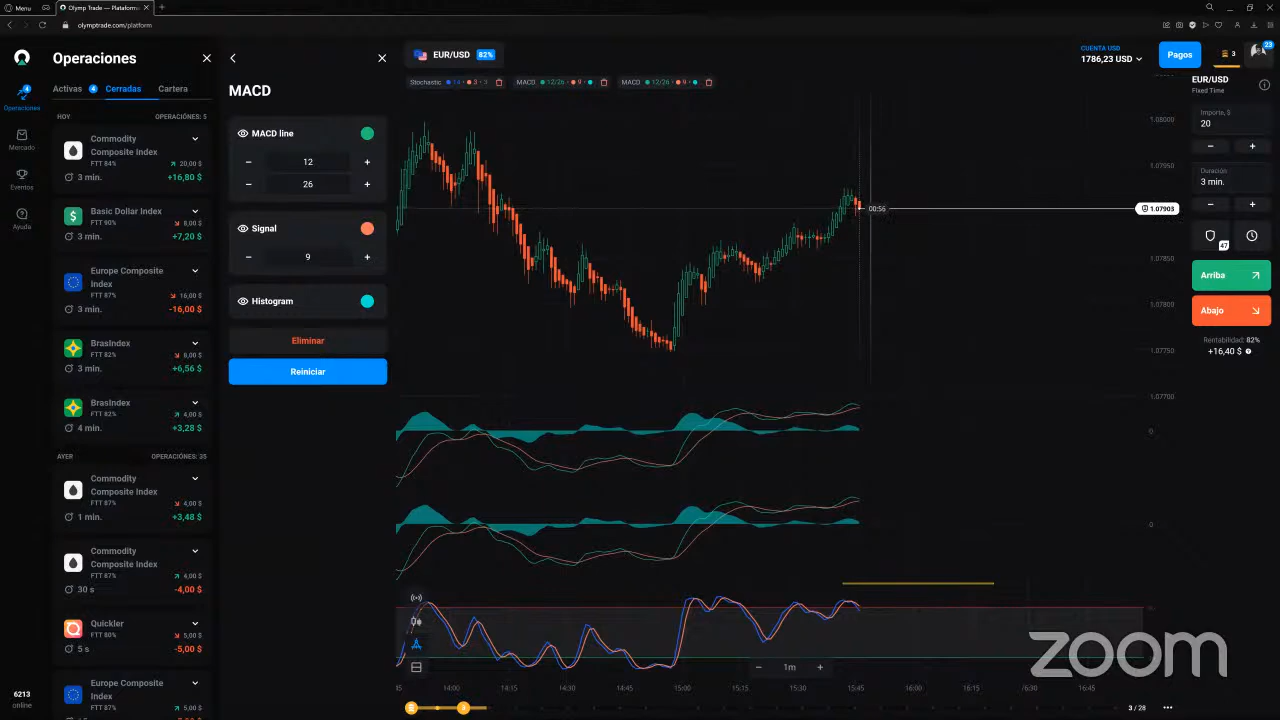 Menu
Olymp Trade - Plataform
olymptrade.com/platform
Operaciones
Mercado
Eventos
Ayuda
6213
online
Operaciones
Activas 4 Cerradas Cartera
HOY OPERACIÓNES: 5
Commodity
Composite Index
FTT 84% 20,00 $
3 min. +16,80 $
Basic Dollar Index
FTT 90% 8,00 $
3 min. +7,20 $
Europe Composite
Index
FTT 87% 16,00 $
3 min. -16,00 $
BrasIndex
FTT 82% 8,00 $
3 min. +6,56 $
BrasIndex
FTT 82% 4,00 $
4 min. +3,28 $
AYER OPERACIÓNES: 35
Commodity
Composite Index
FTT 87% 4,00 $
1 min. +3,48 $
Commodity
Composite Index
FTT 87% 4,00 $
30 s -4,00 $
Quickler
FTT 80% 5,00 $
5 s -5,00 $
Europe Composite
Index
FTT 87% 5,00 $
MACD
MACD line
− 12 +
− 26 +
Signal
− 9 +
Histogram
Eliminar
Reiniciar
EUR/USD 82%
Stochastic 14 3 3 MACD 12/26 9 MACD 12/26 9
CUENTA USD
1786,23 USD
Pagos
3
23
1.08000
1.07950
00:56
1.07903
1.07850
1.07800
1.07750
1.07700
0
0
− 1m +
14:00 14:15 14:30 14:45 15:00 15:15 15:30 15:45 16:00 16:15 16:30 16:45
3 / 28
EUR/USD
Fixed Time
Importe, $
20
− +
Duración
3 min.
− +
47
Arriba
Abajo
Rentabilidad: 82%
+16,40 $
zoom